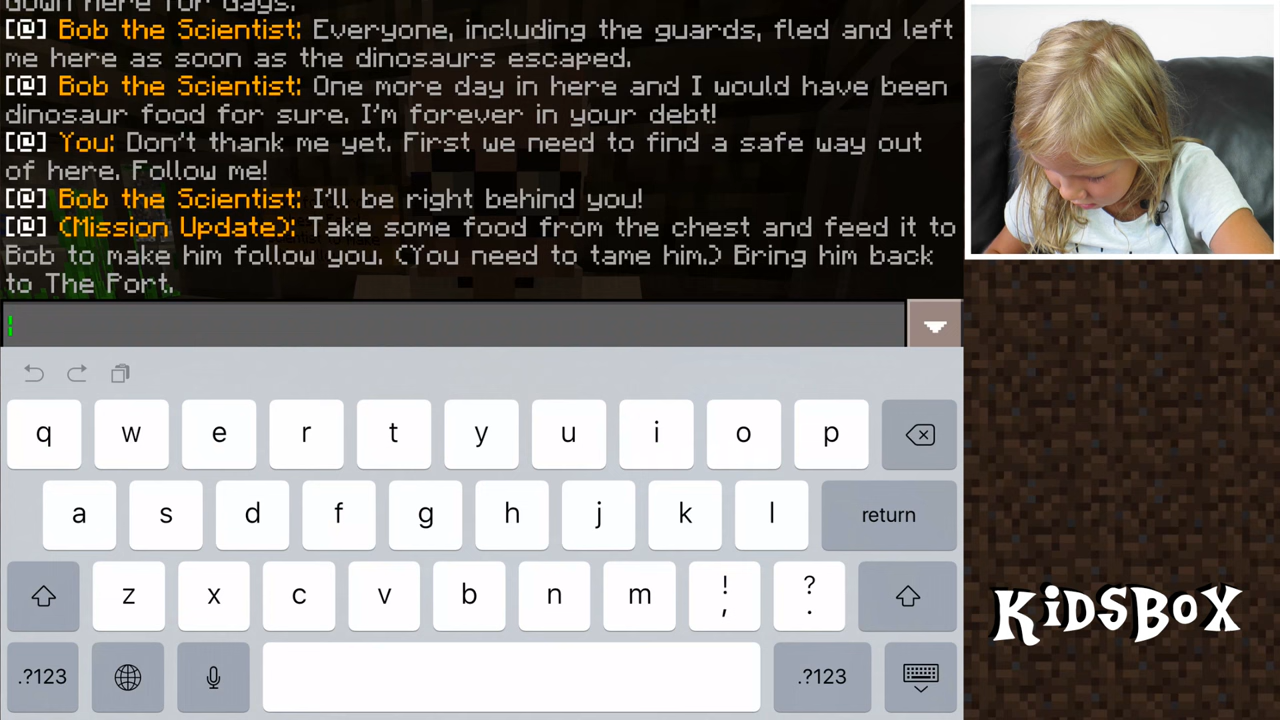 down here for days.
[@] Bob the Scientist: Everyone, including the guards, fled and left
me here as soon as the dinosaurs escaped.
[@] Bob the Scientist: One more day in here and I would have been
dinosaur food for sure. I'm forever in your debt!
[@] You: Don't thank me yet. First we need to find a safe way out
of here. Follow me!
[@] Bob the Scientist: I'll be right behind you!
[@] (Mission Update): Take some food from the chest and feed it to
Bob to make him follow you. (You need to tame him.) Bring him back
to The Fort.
q w e r t y u i o p
a s d f g h j k l return
z x c v b n m ! , ? .
.?123 .?123
KiDSBoX